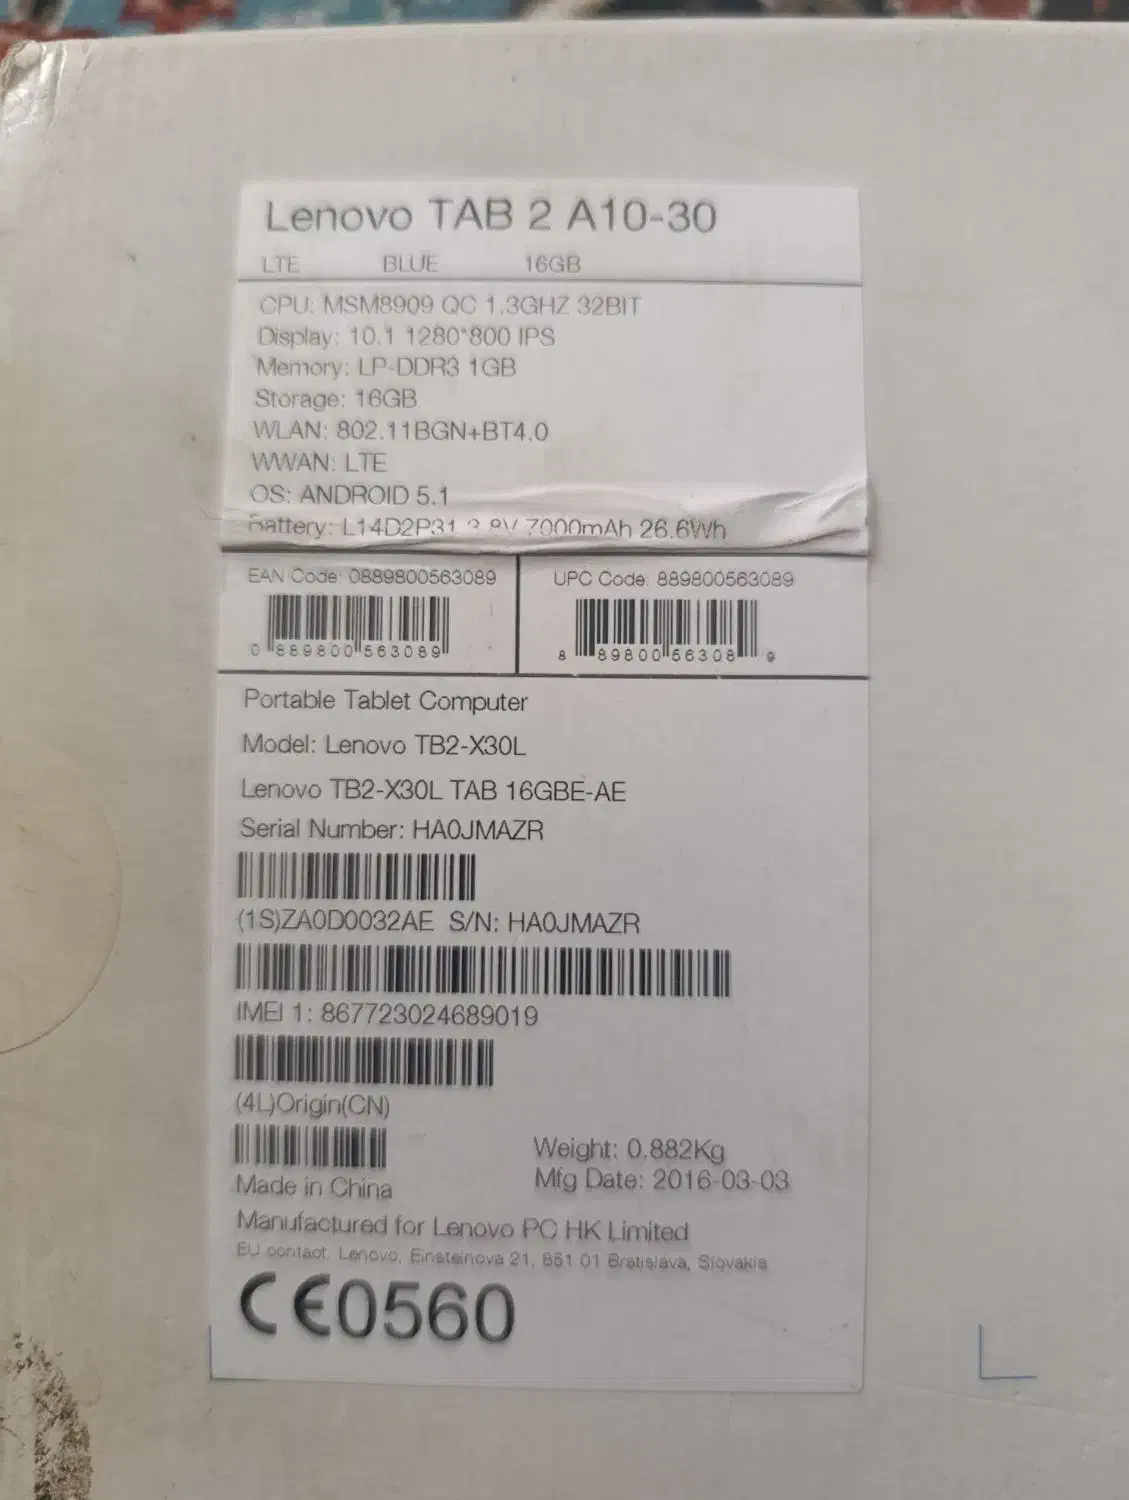 Lenovo TAB 2 A10-30
LTE BLUE 16GB
CPU: MSM8909 QC 1.3GHZ 32BIT
Display: 10.1 1280*800 IPS
Memory: LP-DDR3 1GB
Storage: 16GB
WLAN: 802.11BGN+BT4.0
WWAN: LTE
OS: ANDROID 5.1
Battery: L14D2P31 3.8V 7000mAh 26.6Wh
EAN Code: 0889800563089
UPC Code: 889800563089
0 889800 563089
8 89800 56308 9
Portable Tablet Computer
Model: Lenovo TB2-X30L
Lenovo TB2-X30L TAB 16GBE-AE
Serial Number: HA0JMAZR
(1S)ZA0D0032AE S/N: HA0JMAZR
IMEI 1: 867723024689019
(4L)Origin(CN)
Weight: 0.882Kg
Mfg Date: 2016-03-03
Made in China
Manufactured for Lenovo PC HK Limited
EU contact, Lenovo, Einsteinova 21, 851 01 Bratislava, Slovakia
CE0560